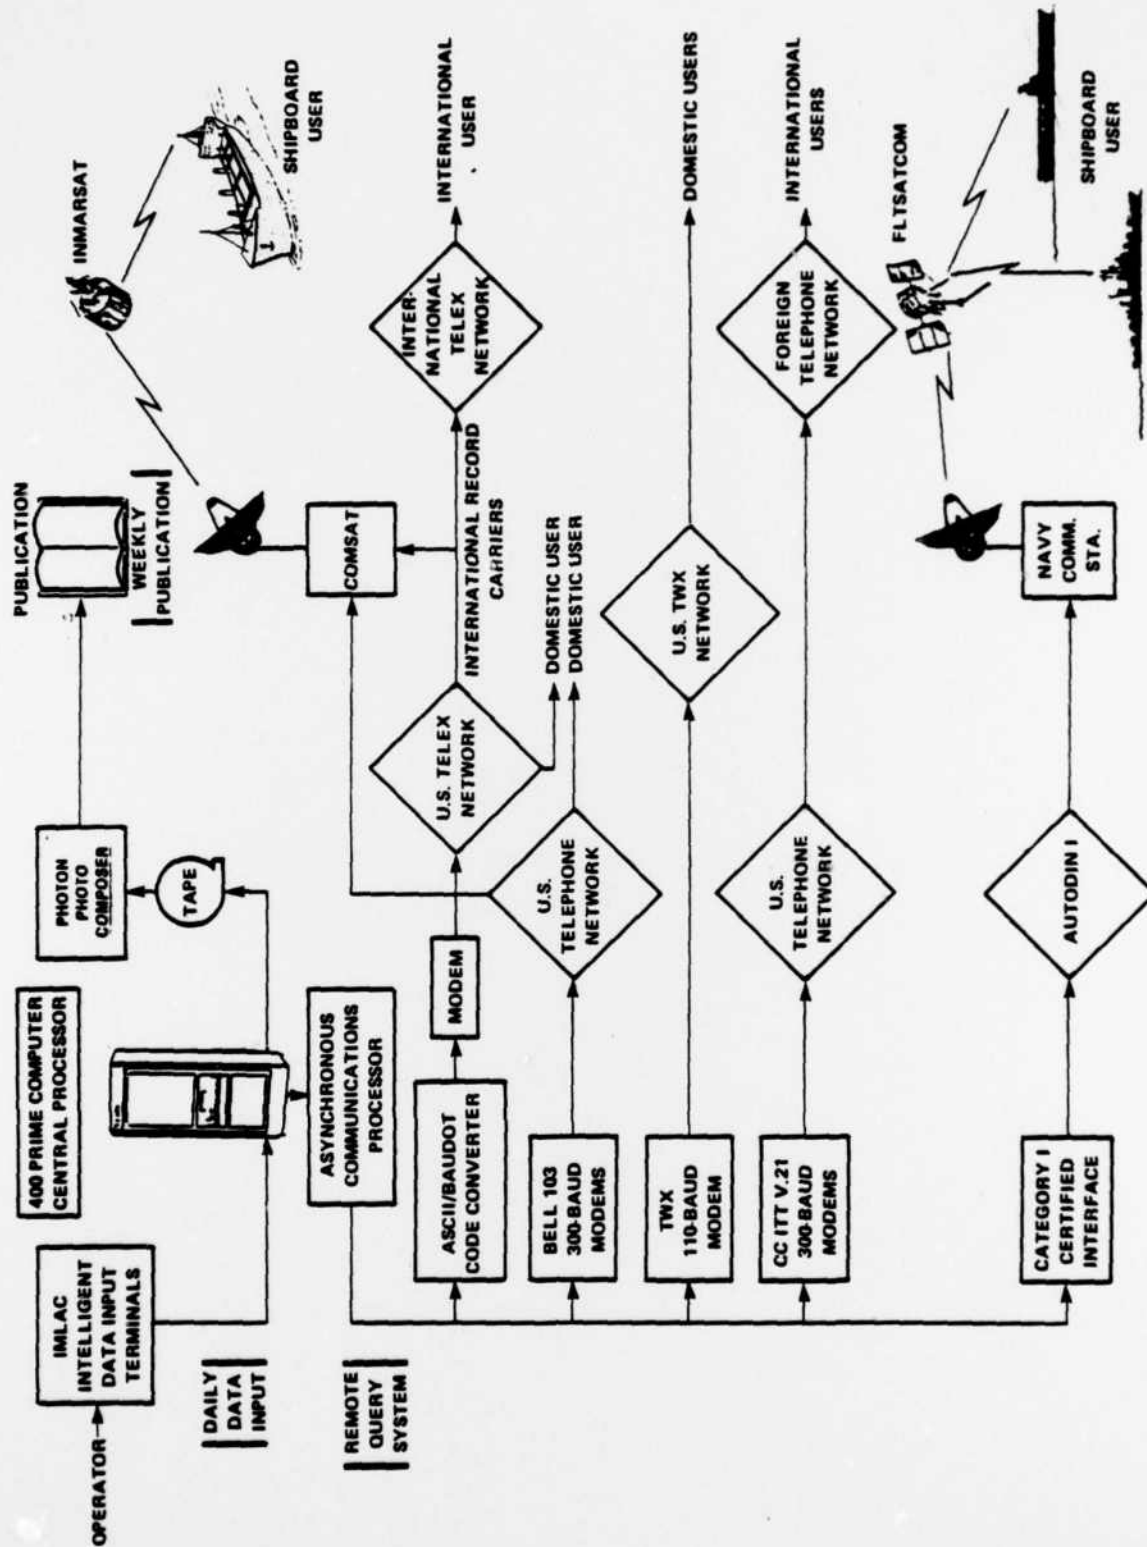 OPERATOR
IMLAC
INTELLIGENT
DATA INPUT
TERMINALS
400 PRIME COMPUTER
CENTRAL PROCESSOR
PHOTON
PHOTO
COMPOSER
TAPE
PUBLICATION
WEEKLY
PUBLICATION
DAILY
DATA
INPUT
INMARSAT
SHIPBOARD
USER
REMOTE
QUERY
SYSTEM
ASYNCHRONOUS
COMMUNICATIONS
PROCESSOR
COMSAT
ASCII/BAUDOT
CODE CONVERTER
MODEM
U.S. TELEX
NETWORK
INTERNATIONAL RECORD
CARRIERS
INTER-
NATIONAL
TELEX
NETWORK
INTERNATIONAL
USER
DOMESTIC USER
DOMESTIC USER
BELL 103
300-BAUD
MODEMS
U.S.
TELEPHONE
NETWORK
TWX
110-BAUD
MODEM
U.S. TWX
NETWORK
DOMESTIC USERS
CC ITT V.21
300-BAUD
MODEMS
U.S.
TELEPHONE
NETWORK
FOREIGN
TELEPHONE
NETWORK
INTERNATIONAL
USERS
FLTSATCOM
CATEGORY I
CERTIFIED
INTERFACE
AUTODIN I
NAVY
COMM.
STA.
SHIPBOARD
USER